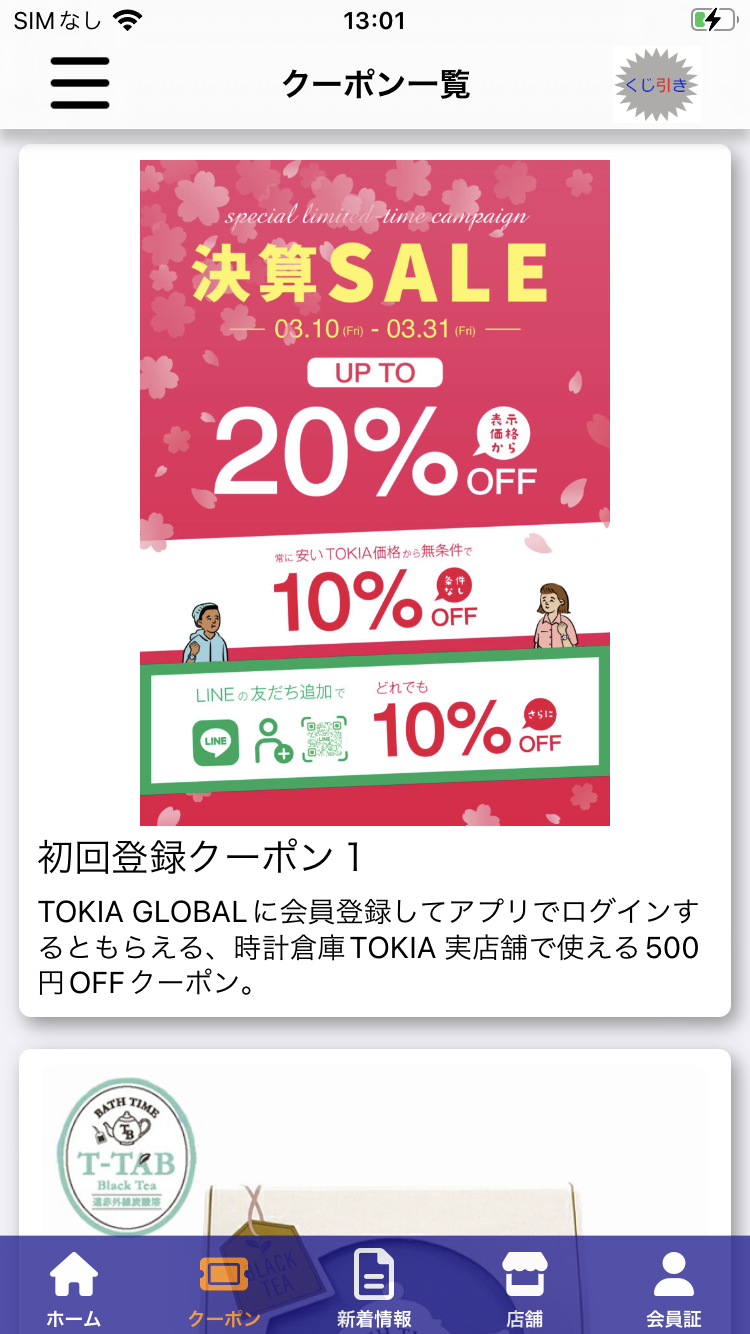 SIMなし 13:01
クーポン一覧
くじ引き
special limited-time campaign
決算SALE
03.10(Fri) - 03.31(Fri)
UP TO
20%
表示
価格
から
OFF
常に安いTOKIA価格から無条件で
10%
条件
なし
OFF
LINEの友だち追加で
どれでも
LINE
10%
さらに
OFF
初回登録クーポン1
TOKIA GLOBALに会員登録してアプリでログインす
るともらえる、時計倉庫TOKIA 実店舗で使える500
円OFFクーポン。
BATH TIME
TB
T-TAB
Black Tea
遠赤外線炭酸湯
BLACK
TEA
ホーム
クーポン
新着情報
店舗
会員証